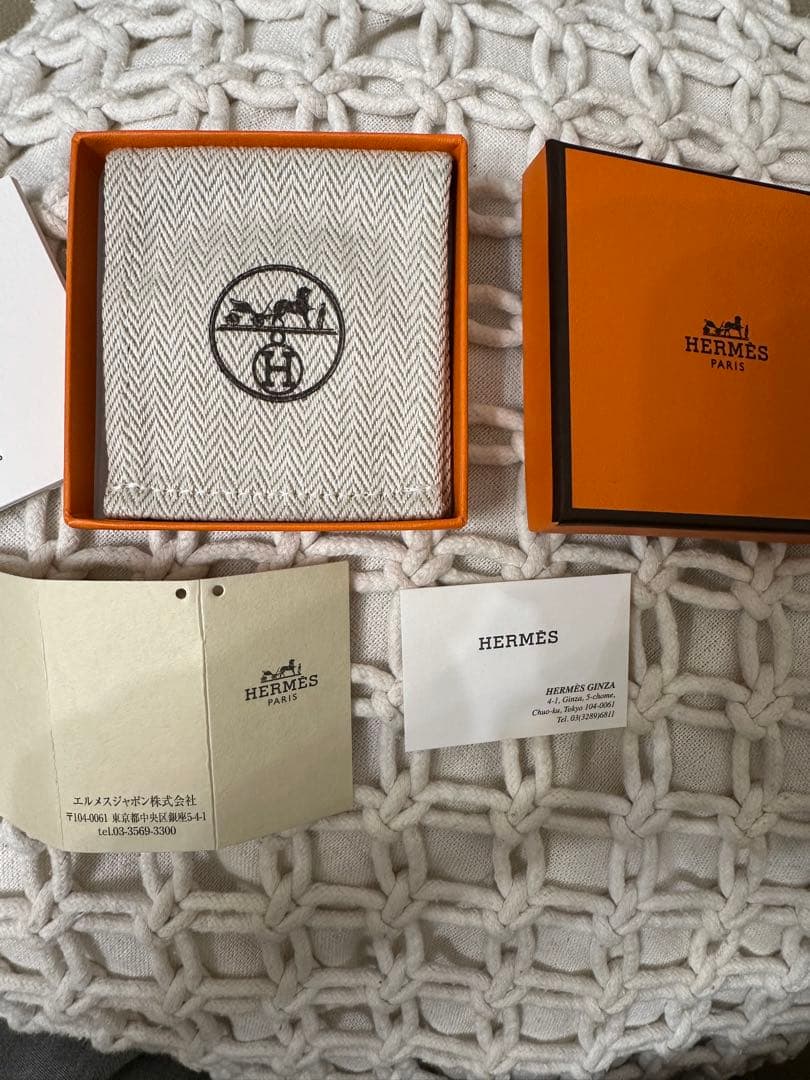 H
HERMÈS
PARIS
HERMÈS
PARIS
エルメスジャポン株式会社
〒104-0061 東京都中央区銀座5-4-1
tel.03-3569-3300
HERMÈS
HERMÈS GINZA
4-1, Ginza, 5-chome,
Chuo-ku, Tokyo 104-0061
Tel. 03(3289)6811